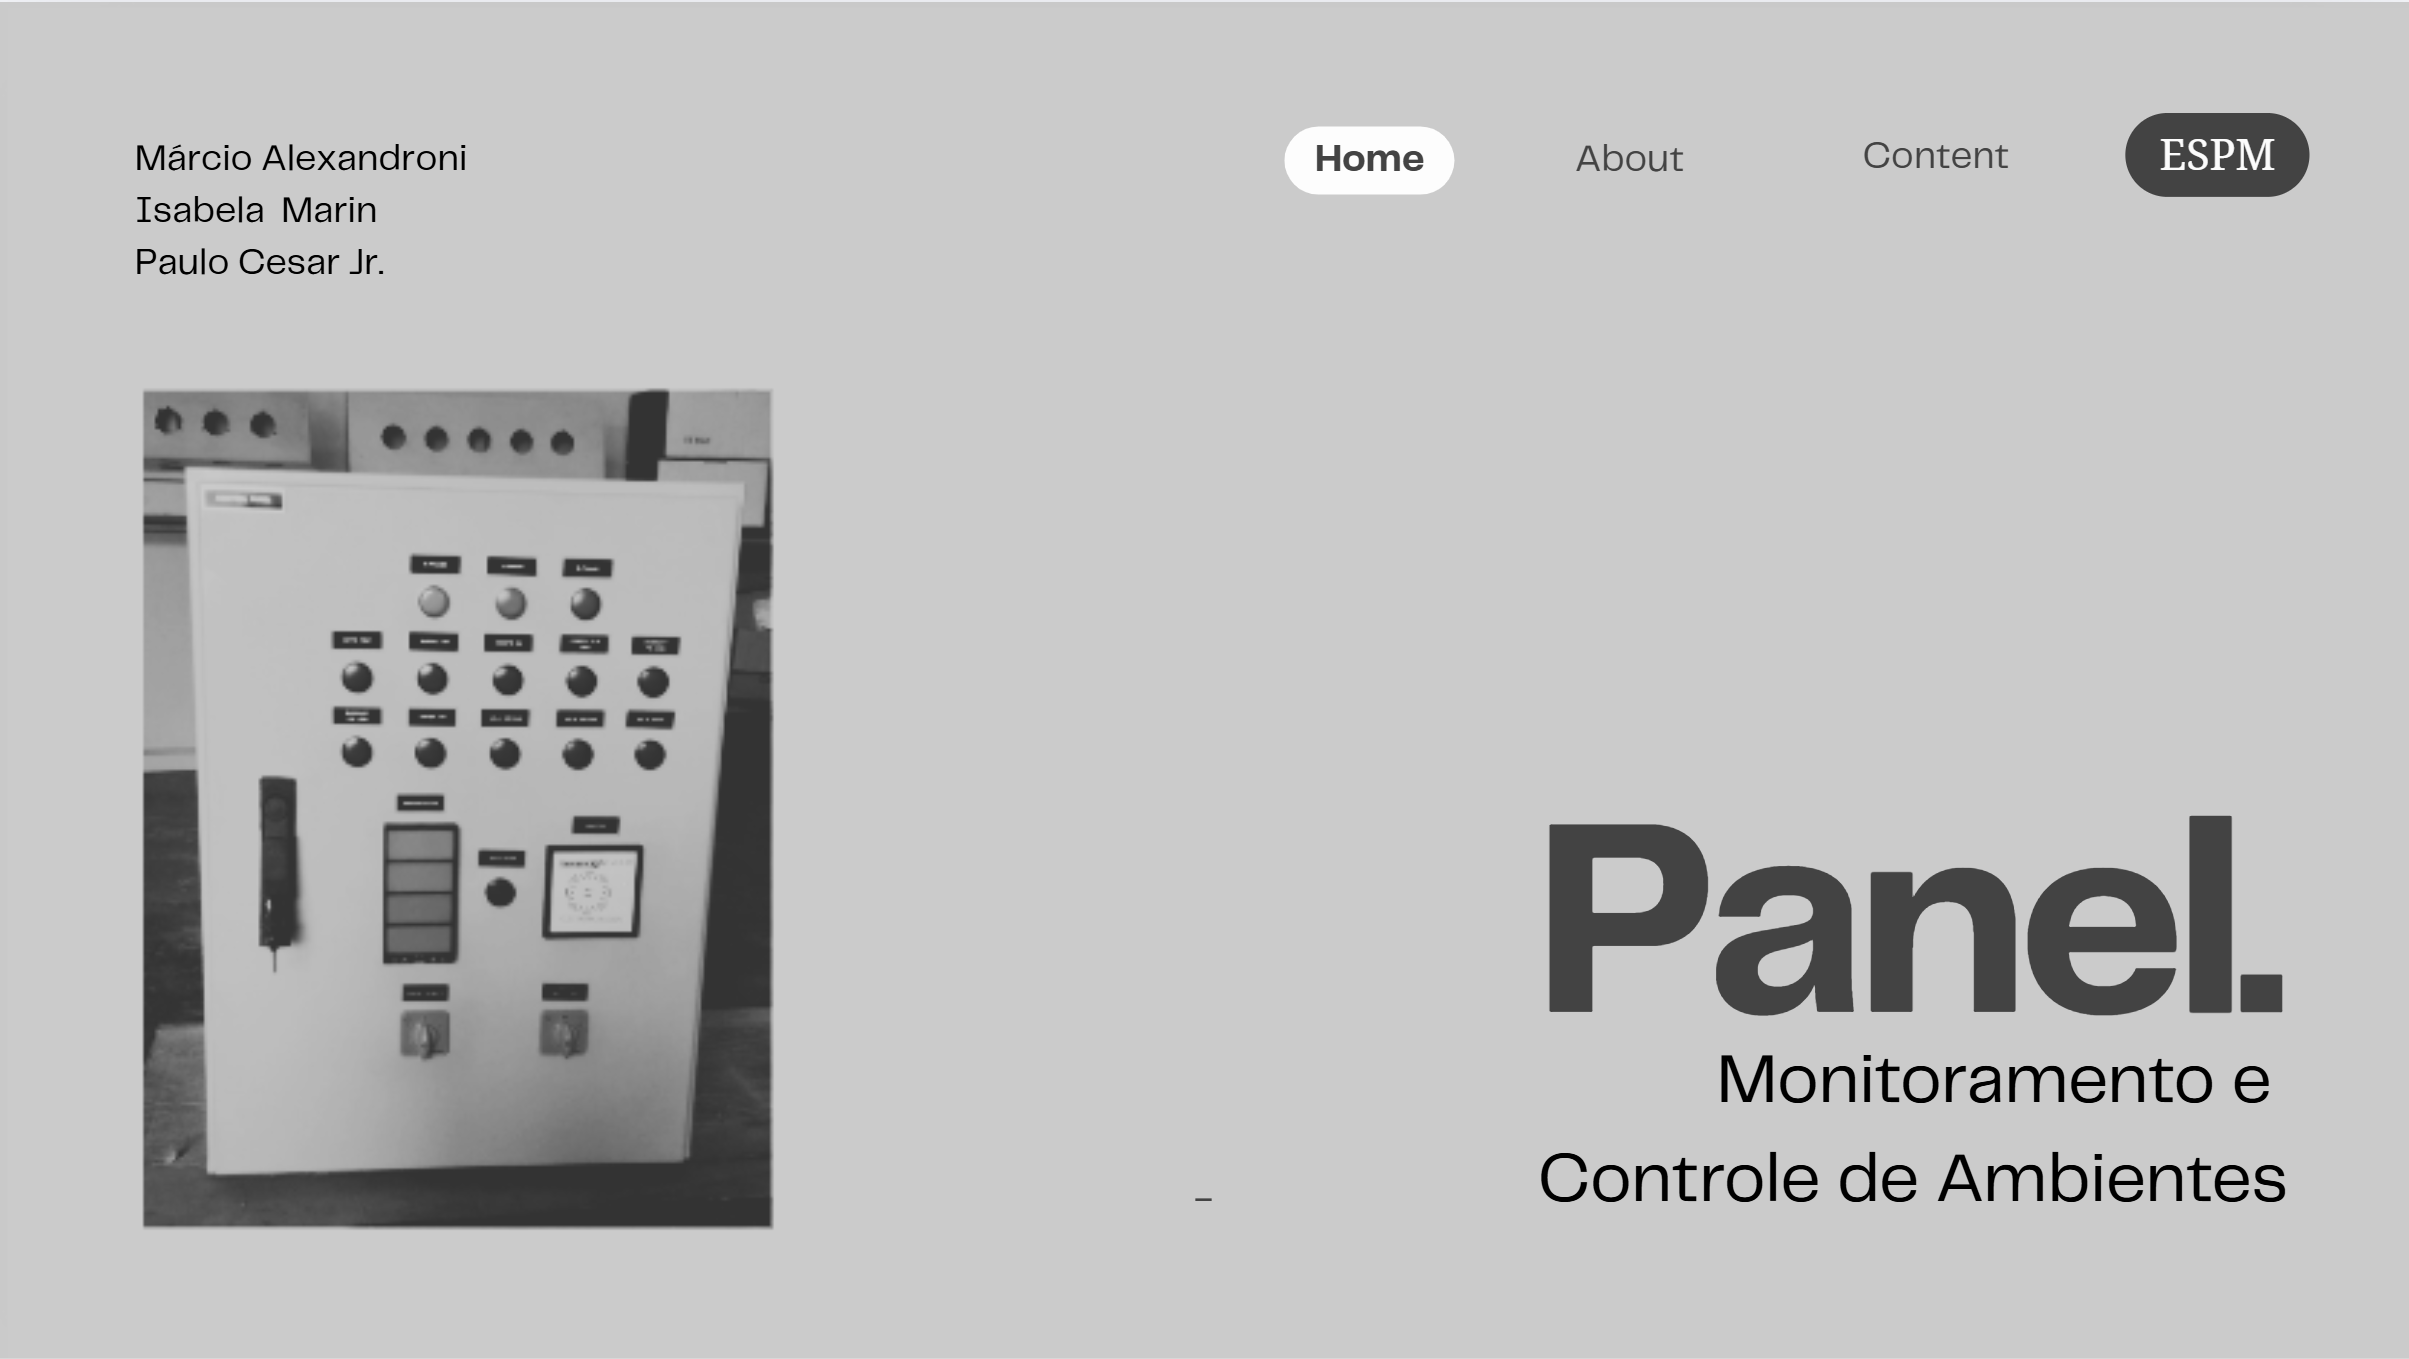 Márcio Alexandroni
Isabela Marin
Paulo Cesar Jr.
Home
About
Content
ESPM
Panel.
Monitoramento e
Controle de Ambientes
–